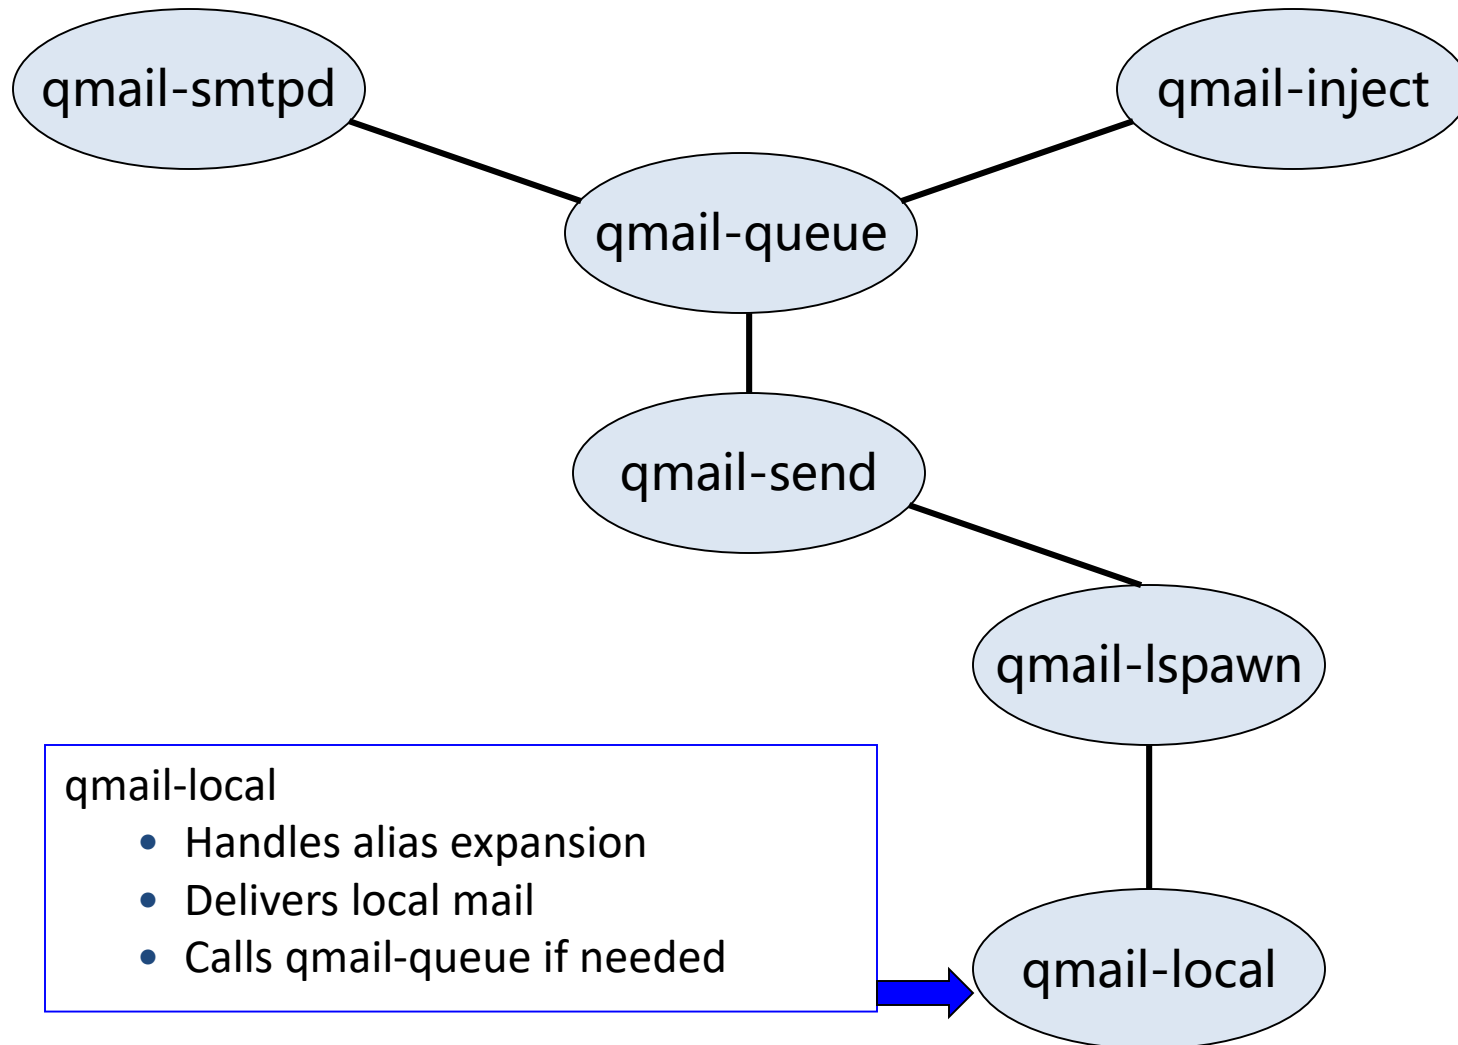 qmail-smtpd
qmail-inject
qmail-queue
qmail-send
qmail-lspawn
qmail-local
• Handles alias expansion
• Delivers local mail
• Calls qmail-queue if needed
qmail-local